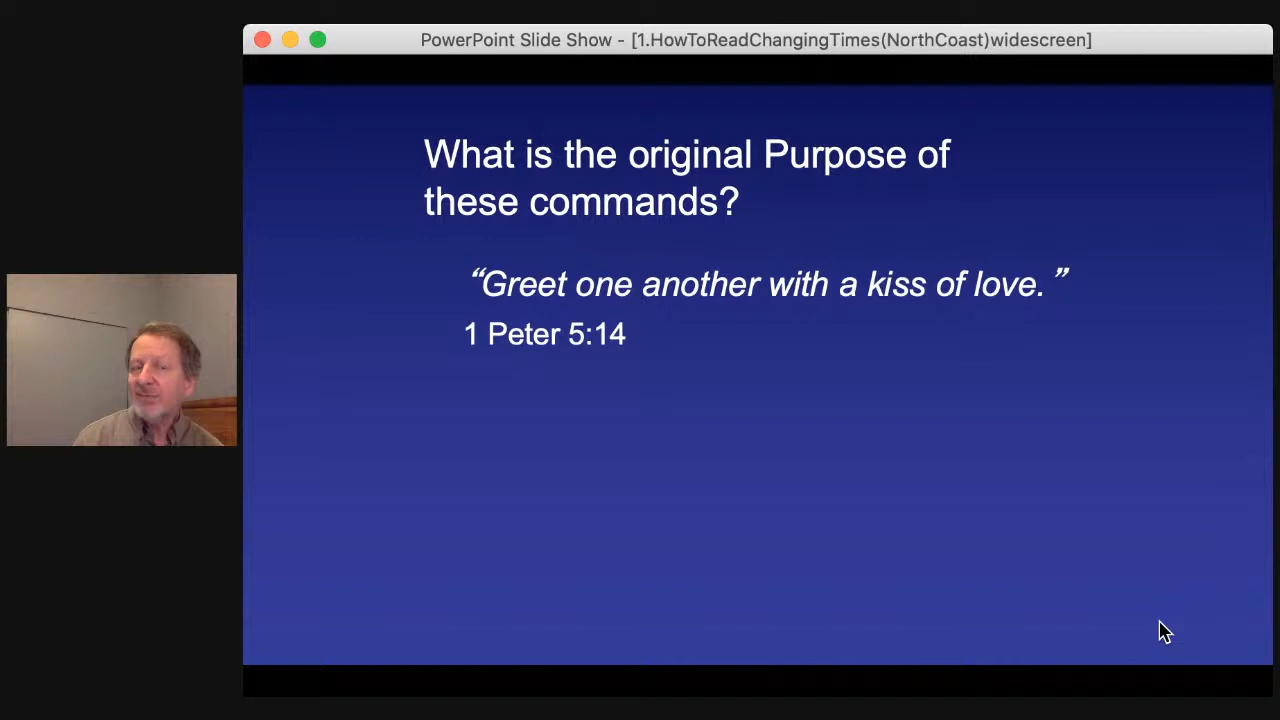 PowerPoint Slide Show - [1.HowToReadChangingTimes(NorthCoast)widescreen]
What is the original Purpose of
these commands?
“Greet one another with a kiss of love.”
1 Peter 5:14